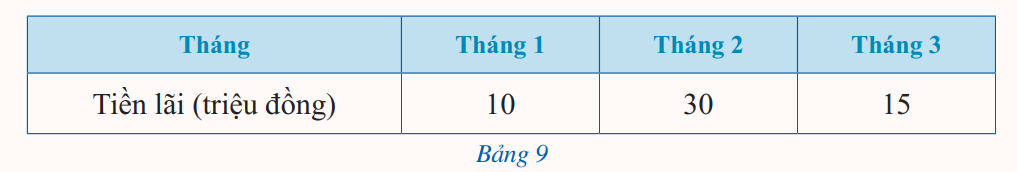 Tháng Tháng 1 Tháng 2 Tháng 3
Tiền lãi (triệu đồng) 10 30 15
Bảng 9